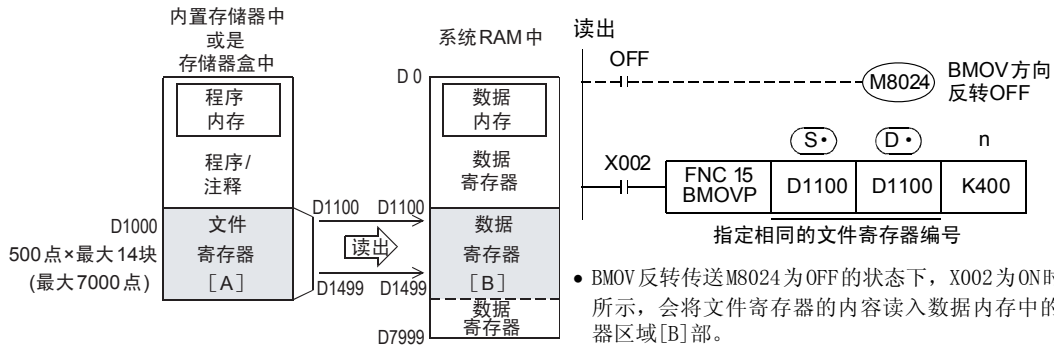 内置存储器中
或是
存储器盒中
程序
内存
程序/
注释
D1000
500点×最大14块
(最大7000点)
文件
寄存器
[A]
D1100
D1100
读出
D1499
D1499
系统RAM中
D 0
数据
内存
数据
寄存器
数据
寄存器
[B]
数据
寄存器
D7999
读出
OFF
M8024
BMOV方向
反转OFF
S•
D•
n
X002
FNC 15
BMOVP
D1100
D1100
K400
指定相同的文件寄存器编号
• BMOV反转传送M8024为OFF的状态下，X002为ON时
所示，会将文件寄存器的内容读入数据内存中的
器区域[B]部。